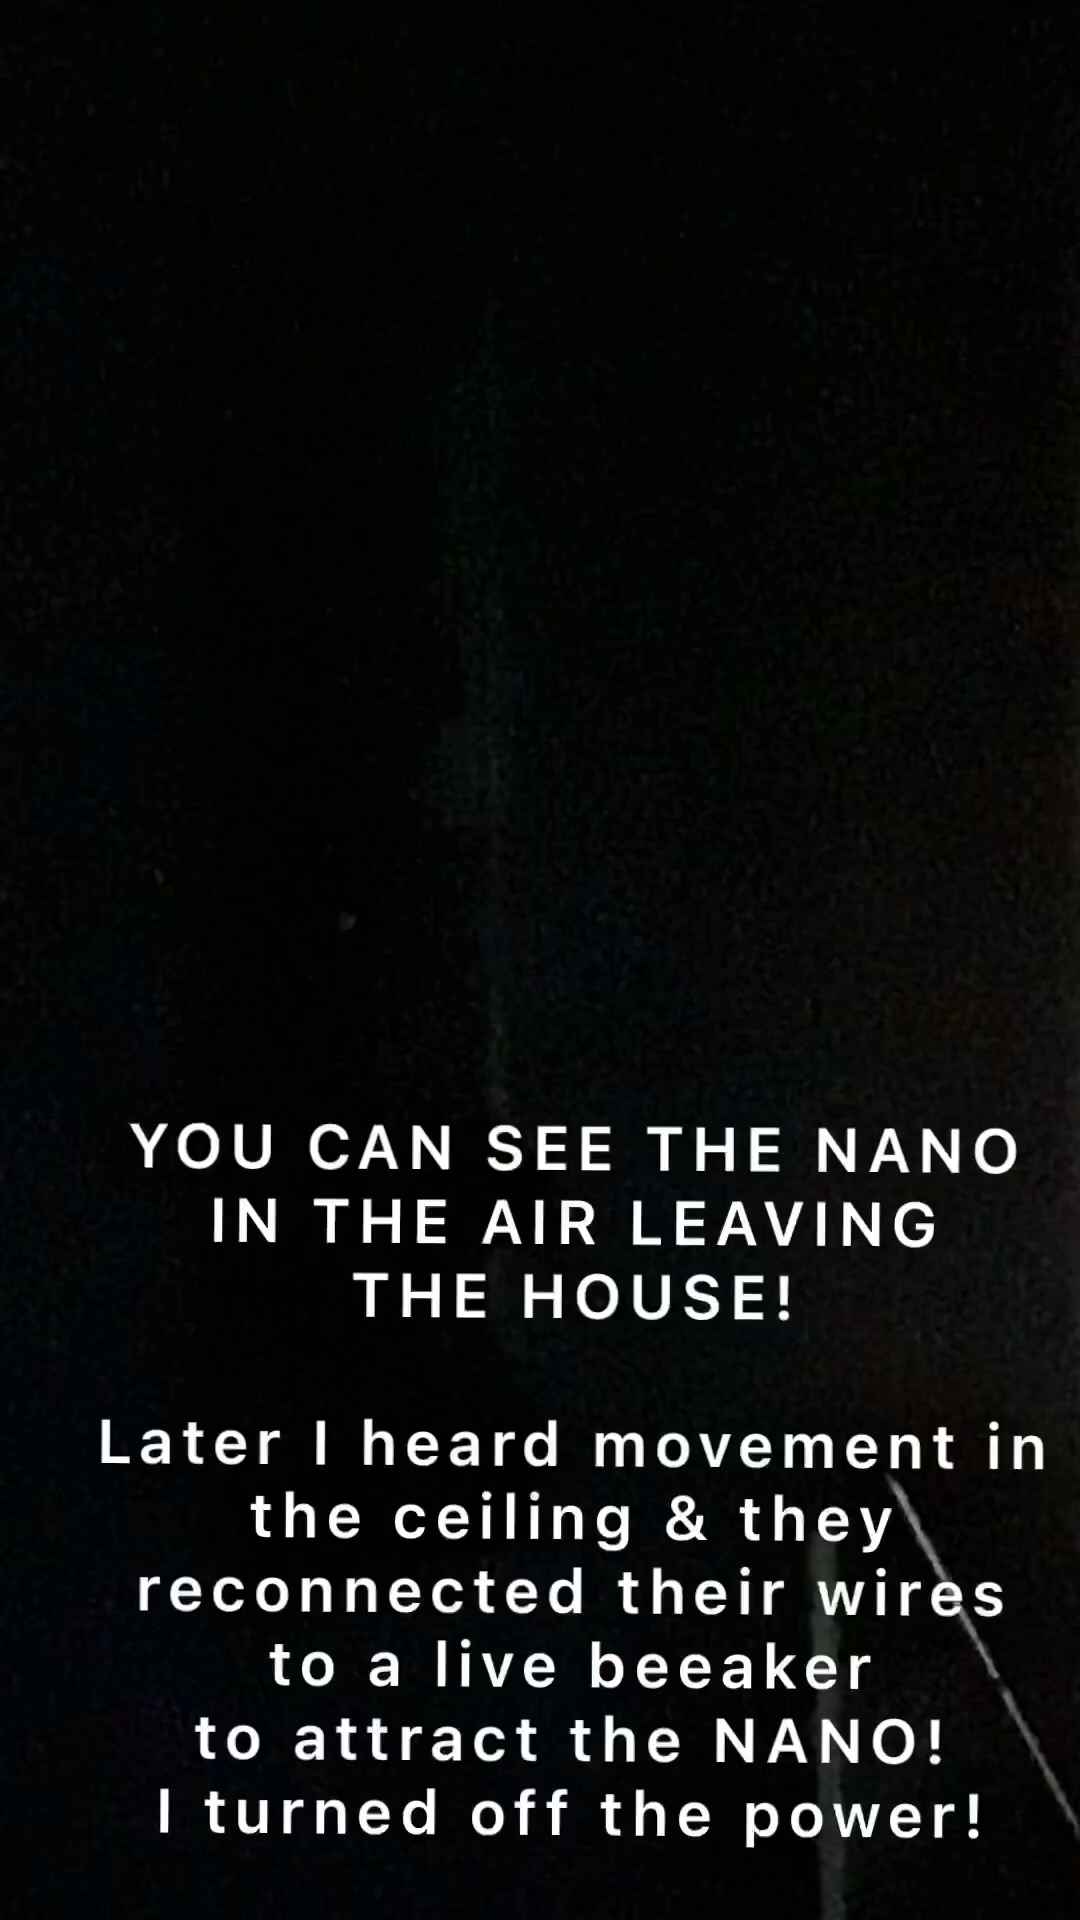 YOU CAN SEE THE NANO
IN THE AIR LEAVING
THE HOUSE!
Later I heard movement in
the ceiling & they
reconnected their wires
to a live beeaker
to attract the NANO!
I turned off the power!